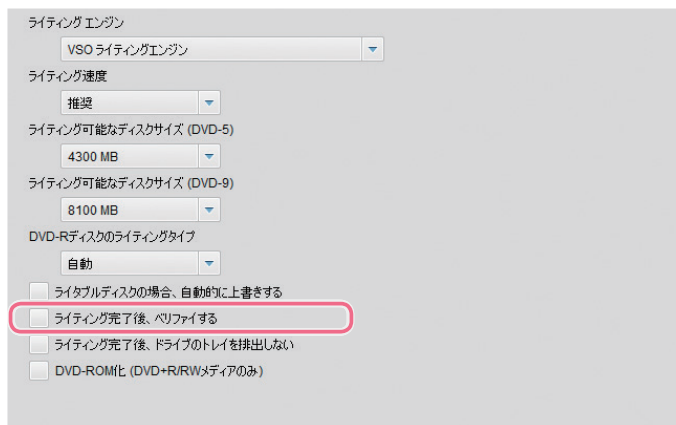 ライティング エンジン
VSO ライティングエンジン
ライティング速度
推奨
ライティング可能なディスクサイズ (DVD-5)
4300 MB
ライティング可能なディスクサイズ (DVD-9)
8100 MB
DVD-Rディスクのライティングタイプ
自動
ライタブルディスクの場合、自動的に上書きする
ライティング完了後、ベリファイする
ライティング完了後、ドライブのトレイを排出しない
DVD-ROM化 (DVD+R/RWメディアのみ)